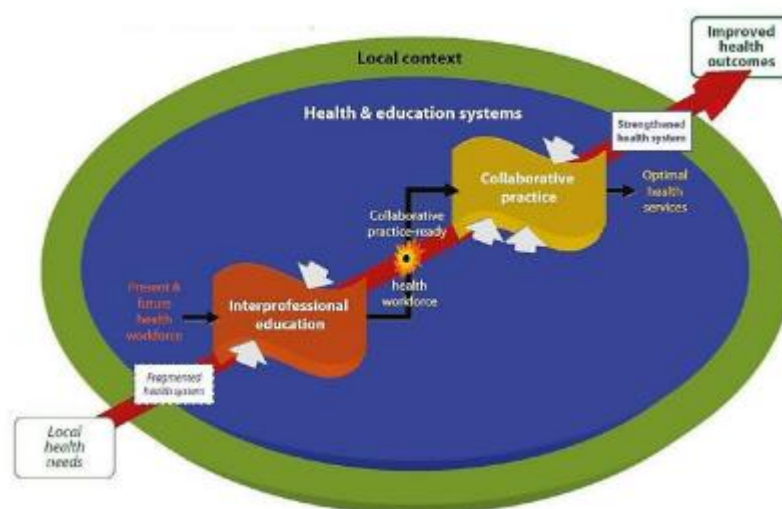 Improved
health
outcomes
Local context
Health & education systems
Strengthened
health system
Collaborative
practice
Optimal
health
services
Collaborative
practice-ready
health
workforce
Present &
future
health
workforce
Interprofessional
education
Fragmented
health system
Local
health
needs